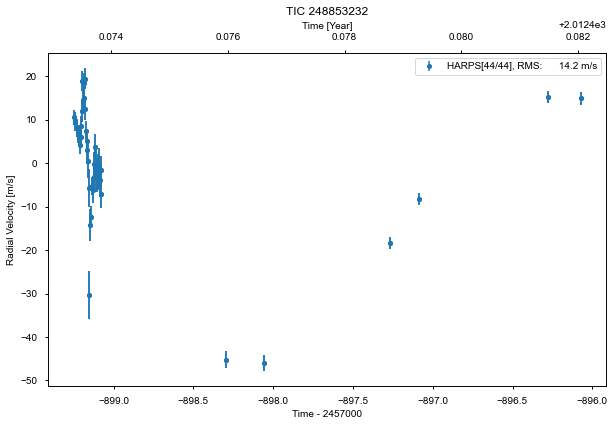 TIC 248853232
Time [Year]
+2.0124e3
0.074 0.076 0.078 0.080 0.082
HARPS[44/44], RMS: 14.2 m/s
Radial Velocity [m/s]
20
10
0
−10
−20
−30
−40
−50
−899.0 −898.5 −898.0 −897.5 −897.0 −896.5 −896.0
Time - 2457000